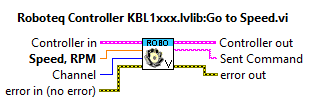 Roboteq Controller KBL1xxx.lvlib:Go to Speed.vi
Controller in
Speed, RPM
Channel
error in (no error)
ROBO
V
Controller out
Sent Command
error out